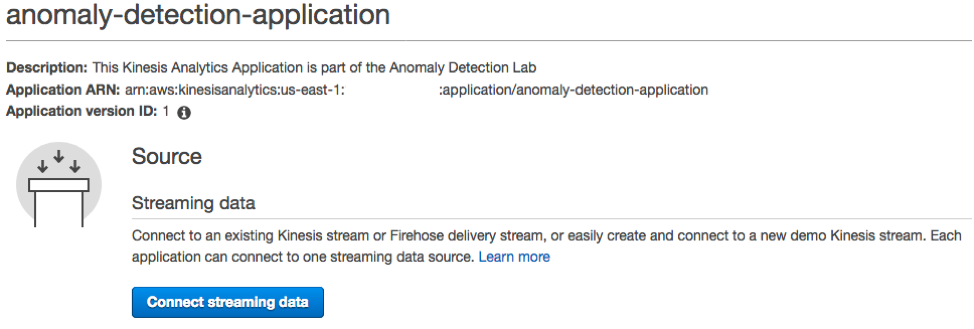 anomaly-detection-application
Description: This Kinesis Analytics Application is part of the Anomaly Detection Lab
Application ARN: arn:aws:kinesisanalytics:us-east-1: :application/anomaly-detection-application
Application version ID: 1
Source
Streaming data
Connect to an existing Kinesis stream or Firehose delivery stream, or easily create and connect to a new demo Kinesis stream. Each
application can connect to one streaming data source. Learn more
Connect streaming data